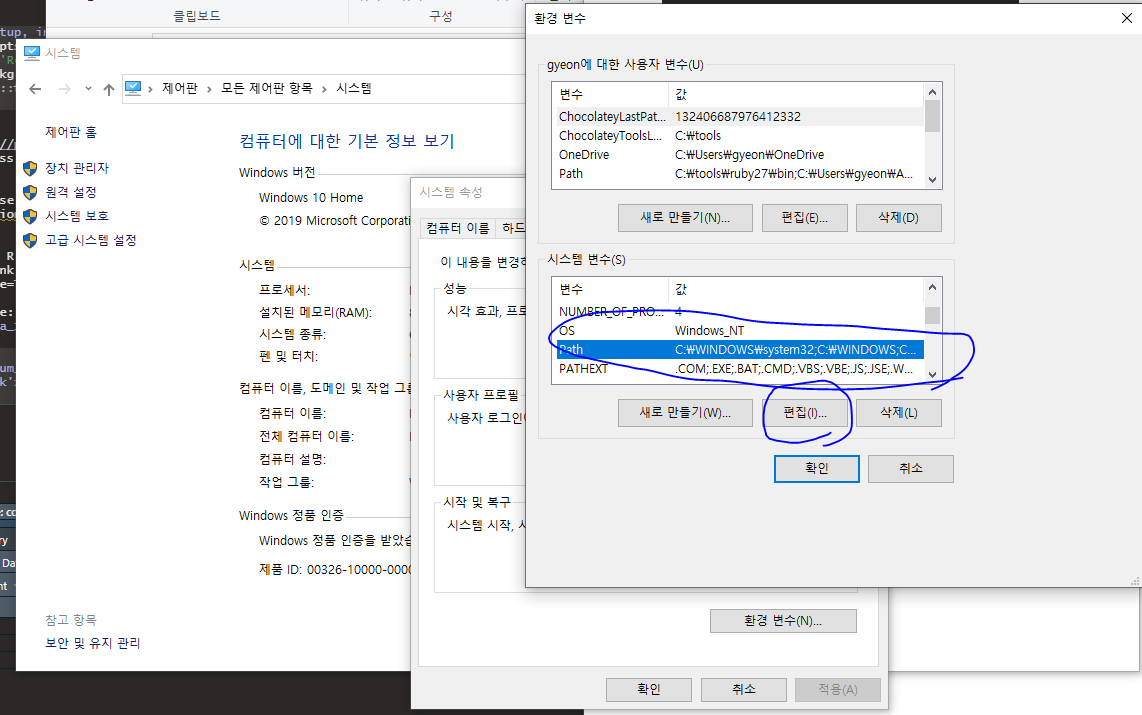 클립보드
구성
시스템
제어판 › 모든 제어판 항목 › 시스템
제어판 홈
장치 관리자
원격 설정
시스템 보호
고급 시스템 설정
참고 항목
보안 및 유지 관리
컴퓨터에 대한 기본 정보 보기
Windows 버전
Windows 10 Home
© 2019 Microsoft Corporati
시스템
프로세서:
설치된 메모리(RAM):
시스템 종류:
펜 및 터치:
컴퓨터 이름, 도메인 및 작업 그룹
컴퓨터 이름:
전체 컴퓨터 이름:
컴퓨터 설명:
작업 그룹:
Windows 정품 인증
Windows 정품 인증을 받았습
제품 ID: 00326-10000-0000
시스템 속성
컴퓨터 이름
하드
이 내용을 변경하
성능
시각 효과, 프로
사용자 프로필
사용자 로그인
시작 및 복구
시스템 시작, 시
환경 변수(N)...
확인
취소
적용(A)
환경 변수
gyeon에 대한 사용자 변수(U)
변수 값
ChocolateyLastPat... 132406687976412332
ChocolateyToolsL... C:₩tools
OneDrive C:₩Users₩gyeon₩OneDrive
Path C:₩tools₩ruby27₩bin;C:₩Users₩gyeon₩A...
새로 만들기(N)...
편집(E)...
삭제(D)
시스템 변수(S)
변수 값
NUMBER_OF_PRO... 4
OS Windows_NT
Path C:₩WINDOWS₩system32;C:₩WINDOWS;C...
PATHEXT .COM;.EXE;.BAT;.CMD;.VBS;.VBE;.JS;.JSE;.W...
새로 만들기(W)...
편집(I)...
삭제(L)
확인
취소